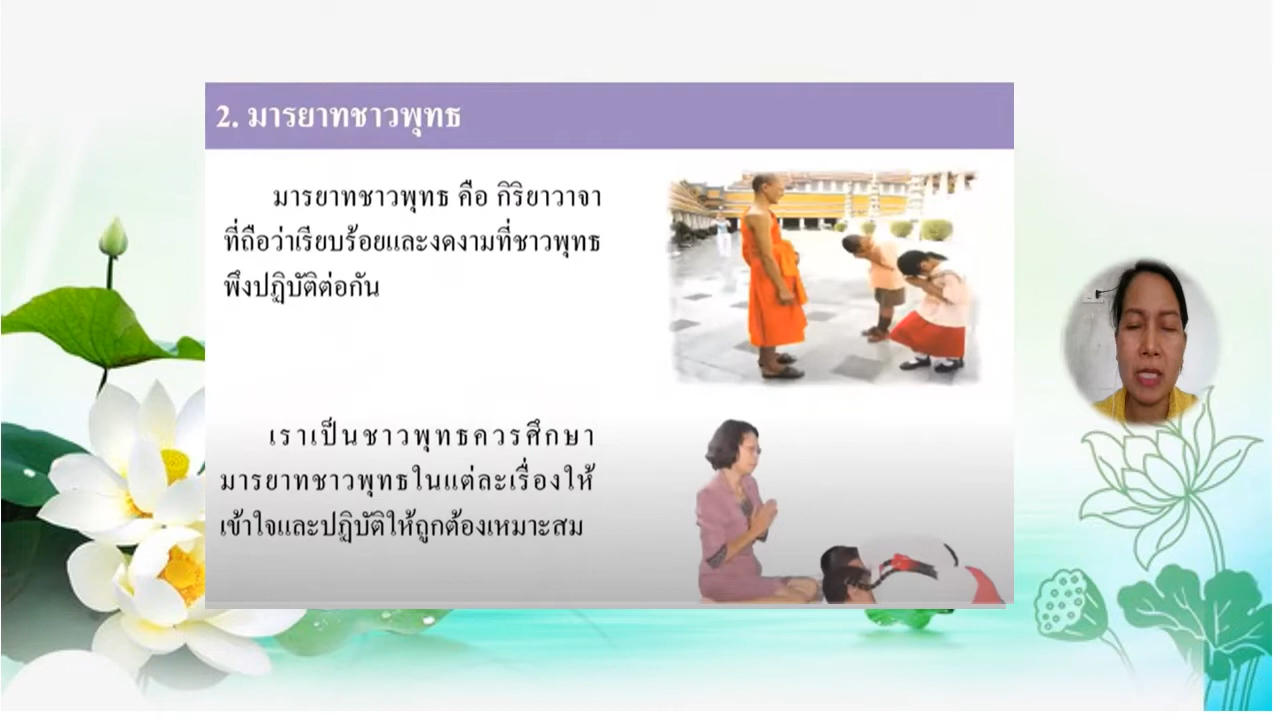 2. มารยาทชาวพุทธ
มารยาทชาวพุทธ คือ กิริยาวาจา
ที่ถือว่าเรียบร้อยและงดงามที่ชาวพุทธ
พึงปฏิบัติต่อกัน
เราเป็นชาวพุทธควรศึกษา
มารยาทชาวพุทธในแต่ละเรื่องให้
เข้าใจและปฏิบัติให้ถูกต้องเหมาะสม